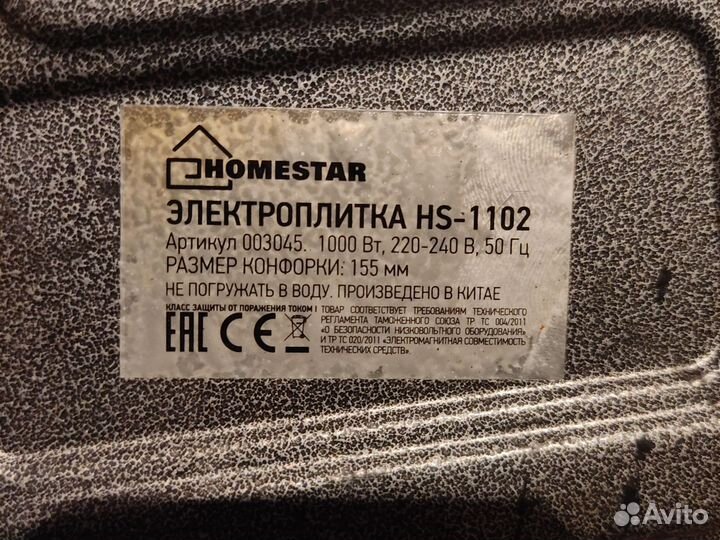 HOMESTAR
ЭЛЕКТРОПЛИТКА HS-1102
Артикул 003045. 1000 Вт, 220-240 В, 50 Гц
РАЗМЕР КОНФОРКИ: 155 мм
НЕ ПОГРУЖАТЬ В ВОДУ. ПРОИЗВЕДЕНО В КИТАЕ
КЛАСС ЗАЩИТЫ ОТ ПОРАЖЕНИЯ ТОКОМ I
ТОВАР СООТВЕТСТВУЕТ ТРЕБОВАНИЯМ ТЕХНИЧЕСКОГО
РЕГЛАМЕНТА ТАМОЖЕННОГО СОЮЗА ТР ТС 004/2011
«О БЕЗОПАСНОСТИ НИЗКОВОЛЬТНОГО ОБОРУДОВАНИЯ»
И ТР ТС 020/2011 «ЭЛЕКТРОМАГНИТНАЯ СОВМЕСТИМОСТЬ
ТЕХНИЧЕСКИХ СРЕДСТВ».
EAC CE
Avito